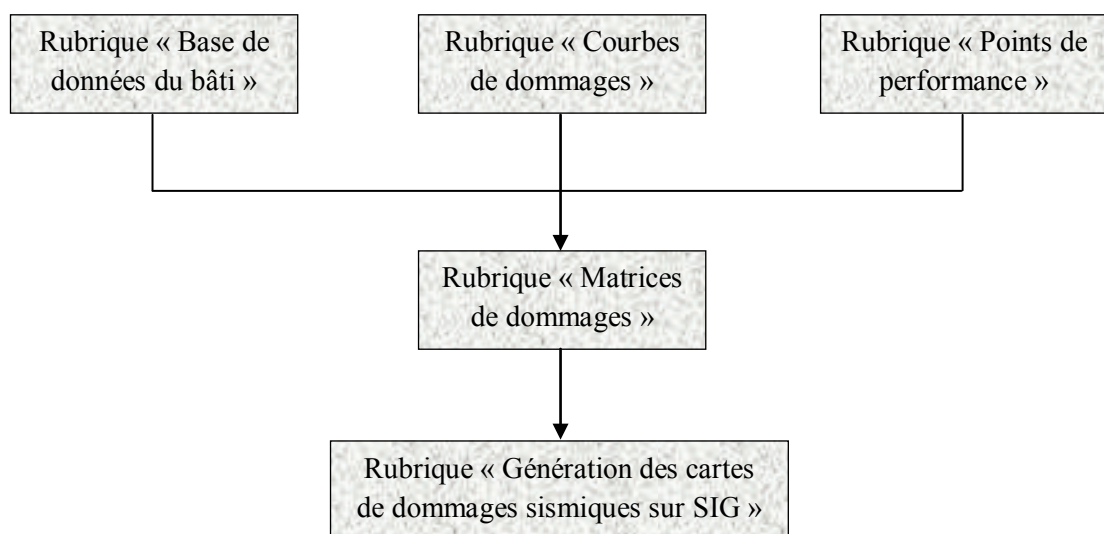 Rubrique « Base de
données du bâti »
Rubrique « Courbes
de dommages »
Rubrique « Points de
performance »
Rubrique « Matrices
de dommages »
Rubrique « Génération des cartes
de dommages sismiques sur SIG »